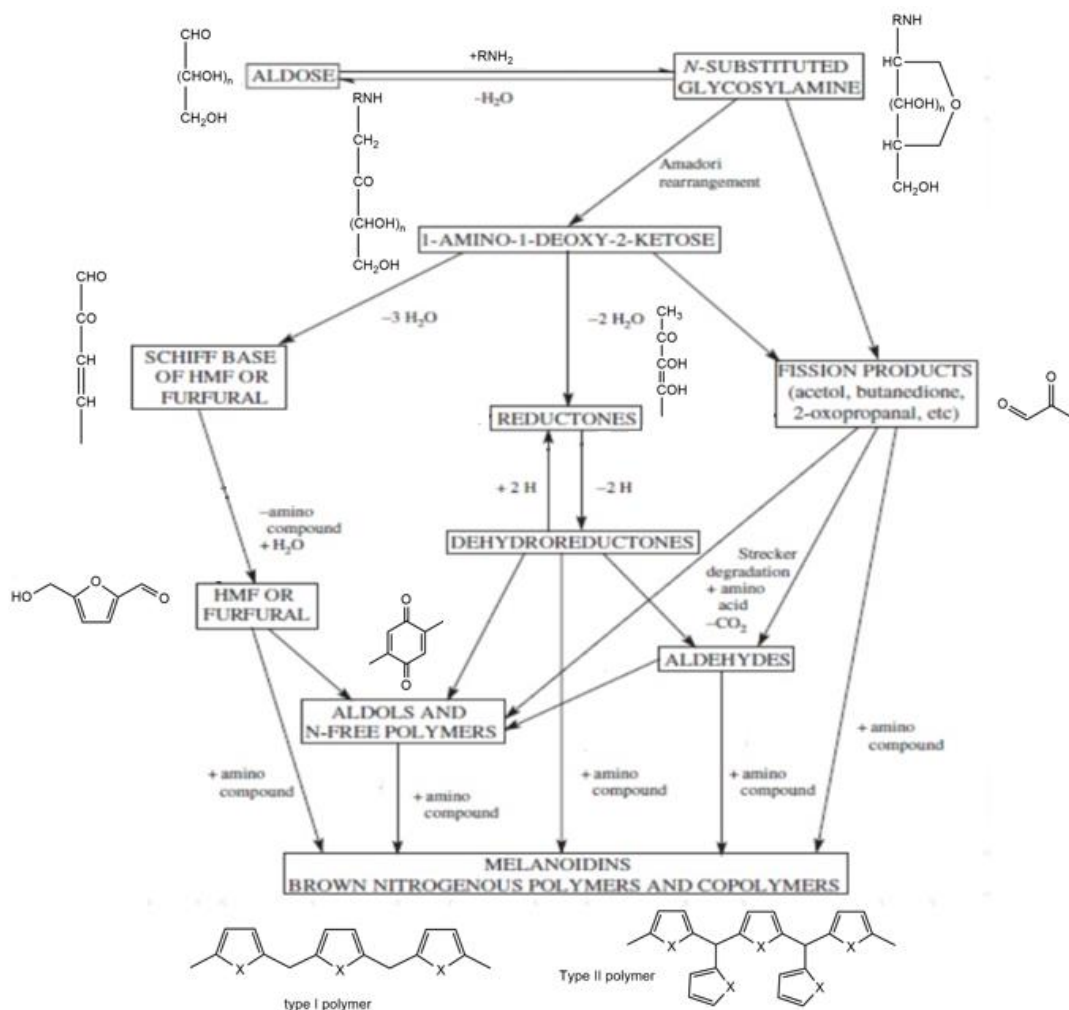 CHO
(CHOH)n
CH₂OH
ALDOSE
+RNH₂
–H₂O
N-SUBSTITUTED
GLYCOSYLAMINE
RNH
HC
(CHOH)n
O
HC
CH₂OH
RNH
CH₂
CO
(CHOH)n
CH₂OH
Amadori
rearrangement
1-AMINO-1-DEOXY-2-KETOSE
CHO
CO
CH
CH
–3 H₂O
–2 H₂O
CH₃
CO
COH
COH
SCHIFF BASE
OF HMF OR
FURFURAL
REDUCTONES
FISSION PRODUCTS
(acetol, butanedione,
2-oxopropanal, etc)
O
O
+ 2 H
–2 H
–amino
compound
+ H₂O
DEHYDROREDUCTONES
Strecker
degradation
+ amino
acid
–CO₂
HO
O
O
HMF OR
FURFURAL
O
O
ALDEHYDES
ALDOLS AND
N-FREE POLYMERS
+ amino
compound
+ amino
compound
+ amino
compound
+ amino
compound
+ amino
compound
MELANOIDINS
BROWN NITROGENOUS POLYMERS AND COPOLYMERS
X
X
X
type I polymer
X
X
X
X
X
Type II polymer